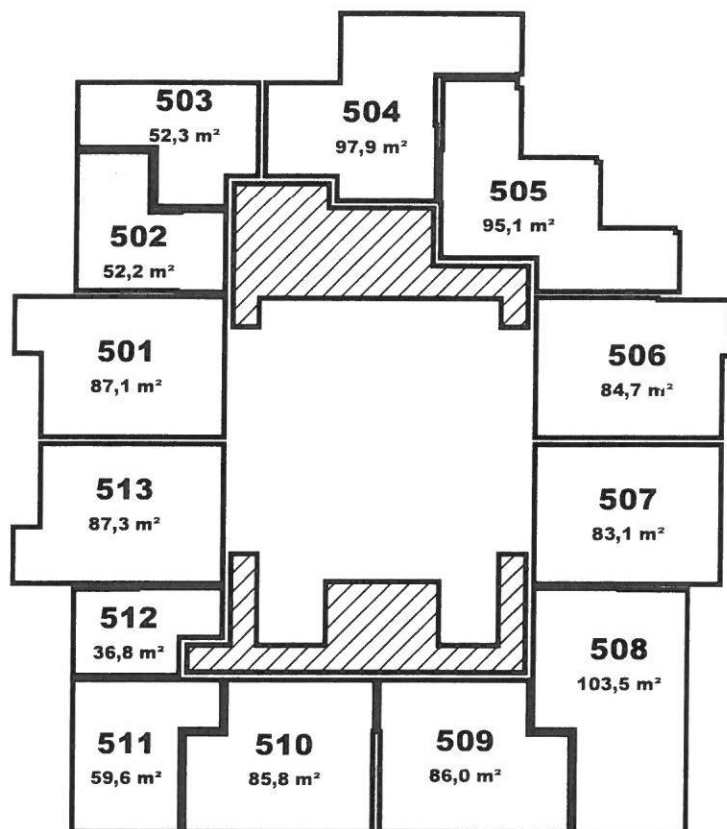 504
97,9 m²
503
52,3 m²
505
95,1 m²
502
52,2 m²
501
87,1 m²
506
84,7 m²
513
87,3 m²
507
83,1 m²
512
36,8 m²
508
103,5 m²
511
59,6 m²
510
85,8 m²
509
86,0 m²